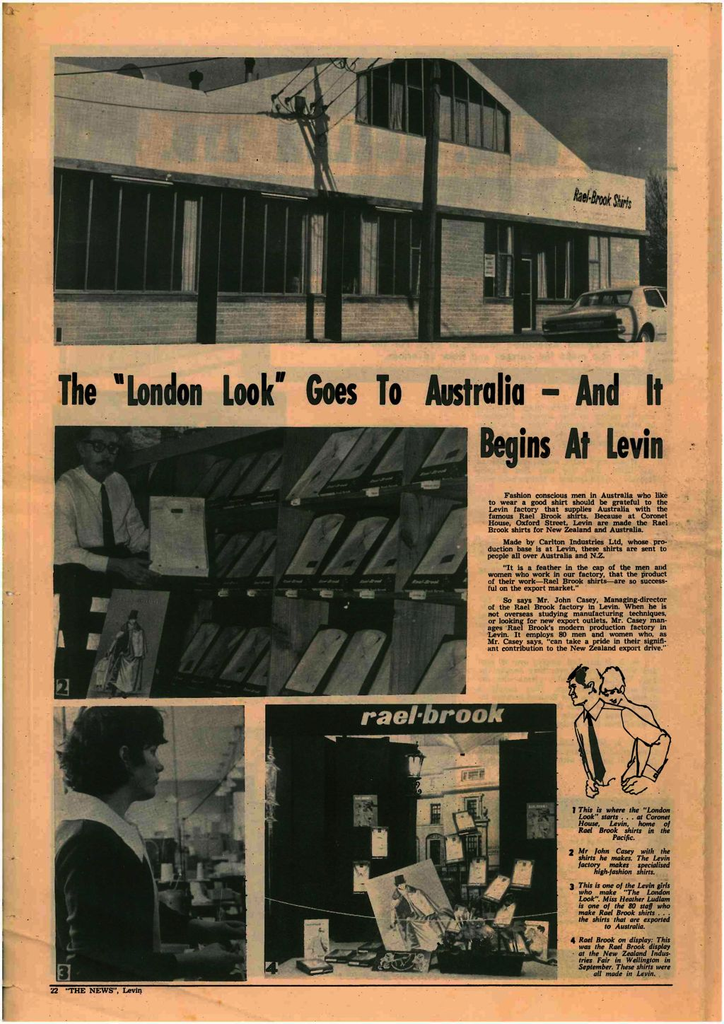 Rael-Brook Shirts
The "London Look" Goes To Australia - And It
Begins At Levin
Fashion conscious men in Australia who like
to wear a good shirt should be grateful to the
Levin factory that supplies Australia with the
famous Rael Brook shirts. Because at Coronet
House, Oxford Street, Levin are made the Rael
Brook shirts for New Zealand and Australia.
Made by Carlton Industries Ltd, whose pro-
duction base is at Levin, these shirts are sent to
people all over Australia and N.Z.
"It is a feather in the cap of the men and
women who work in our factory, that the product
of their work—Rael Brook shirts—are so success-
ful on the export market."
So says Mr. John Casey, Managing-director
of the Rael Brook factory in Levin. When he is
not overseas studying manufacturing techniques,
or looking for new export outlets, Mr. Casey man-
ages Rael Brook's modern production factory in
Levin. It employs 80 men and women who, as
Mr. Casey says, "can take a pride in their signifi-
ant contribution to the New Zealand export drive."
2
rael-brook
1 This is where the "London
Look" starts . . . at Coronet
House, Levin, home of
Rael Brook shirts in the
Pacific.
2 Mr John Casey with the
shirts he makes. The Levin
factory makes specialised
high-fashion shirts.
3 This is one of the Levin girls
who make "The London
Look". Miss Heather Ludlam
is one of the 80 staff who
make Rael Brook shirts . . .
the shirts that are exported
to Australia.
4 Rael Brook on display: This
was the Rael Brook display
at the New Zealand Indus-
tries Fair in Wellington in
September. These shirts were
all made in Levin.
3
4
22 "THE NEWS", Levin